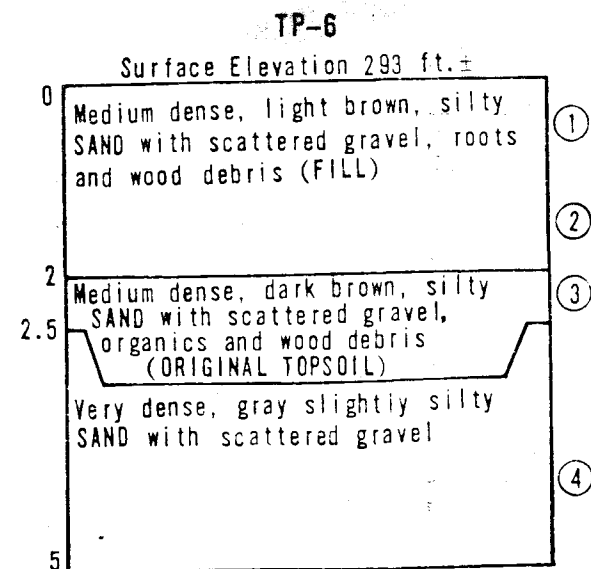 TP-6
Surface Elevation 293 ft.±
0
Medium dense, light brown, silty
SAND with scattered gravel, roots
and wood debris (FILL)
1
2
2
Medium dense, dark brown, silty
SAND with scattered gravel,
organics and wood debris
(ORIGINAL TOPSOIL)
3
2.5
Very dense, gray slightly silty
SAND with scattered gravel
4
5